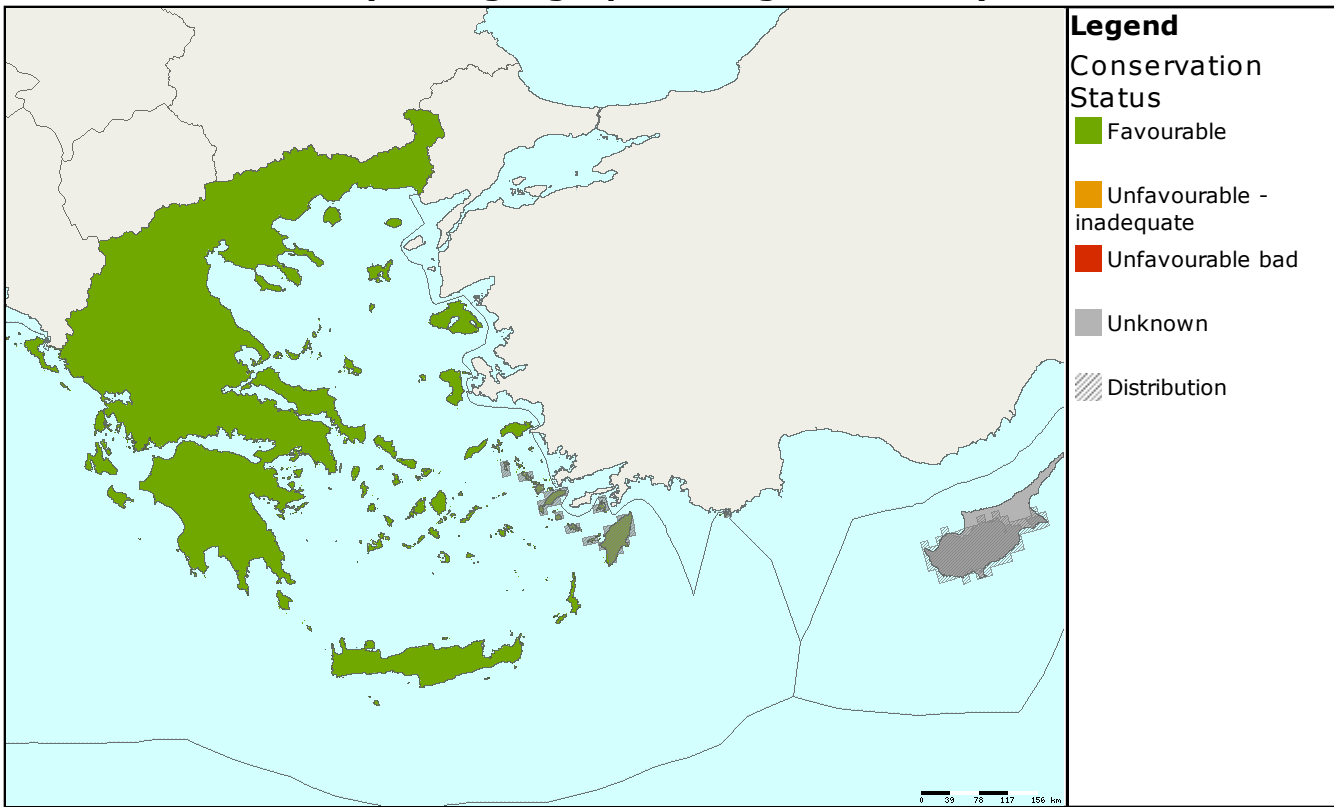 Legend
Conservation
Status
Favourable
Unfavourable -
inadequate
Unfavourable bad
Unknown
Distribution
0 39 78 117 156 km